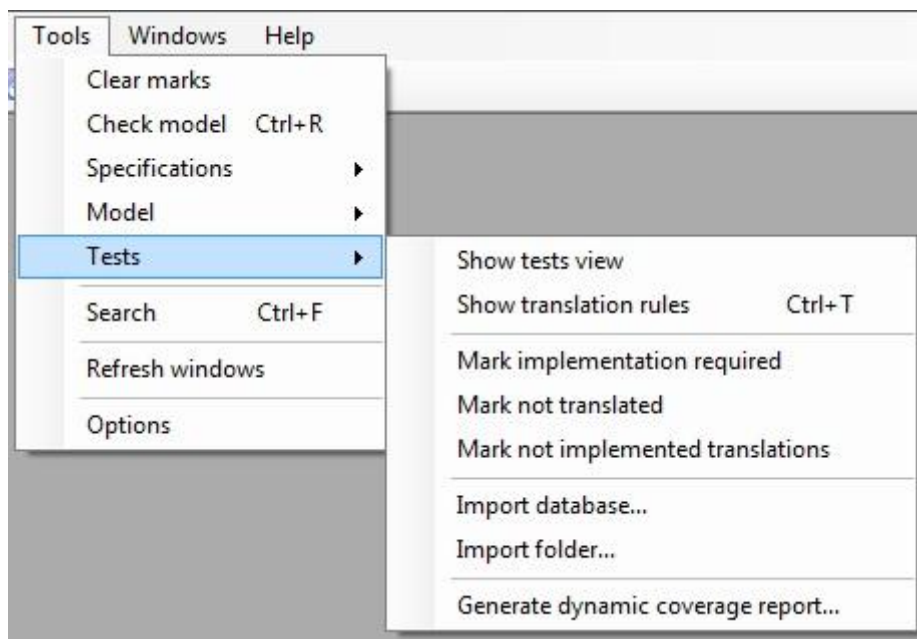 Tools Windows Help
Clear marks
Check model Ctrl+R
Specifications
Model
Tests
Search Ctrl+F
Refresh windows
Options
Show tests view
Show translation rules Ctrl+T
Mark implementation required
Mark not translated
Mark not implemented translations
Import database...
Import folder...
Generate dynamic coverage report...